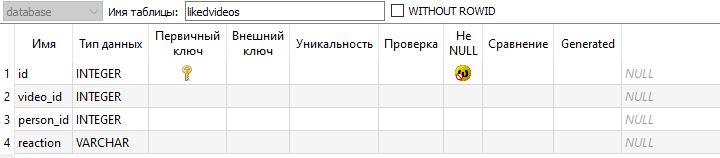 database Имя таблицы: likedvideos WITHOUT ROWID
Имя Тип данных Первичный ключ Внешний ключ Уникальность Проверка Не NULL Сравнение Generated
1 id INTEGER NULL
2 video_id INTEGER NULL
3 person_id INTEGER NULL
4 reaction VARCHAR NULL